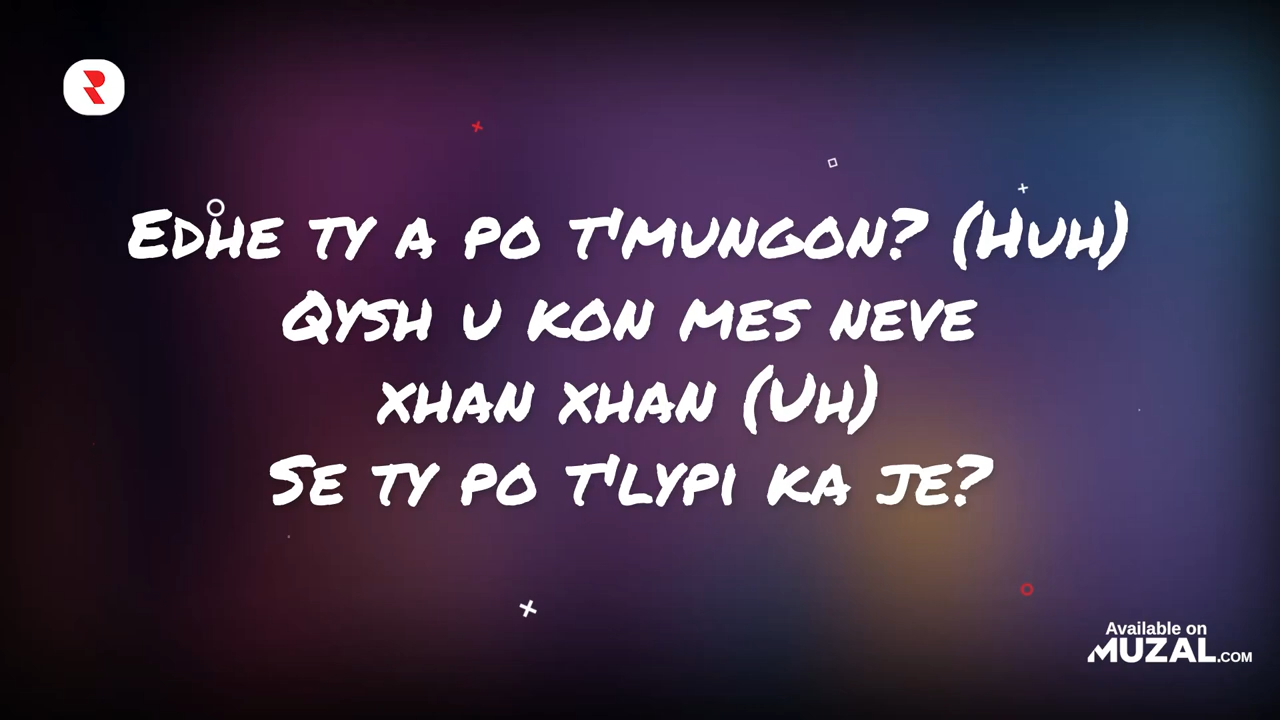 Edhe ty a po t'mungon? (Huh)
Qysh u kon mes neve
xhan xhan (Uh)
Se ty po t'lypi ka je?
Available on
MUZAL.COM